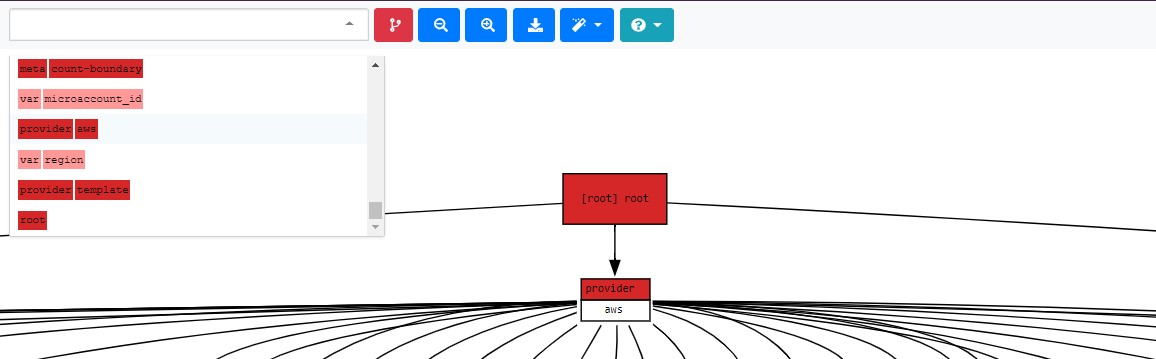 meta count-boundary
var microaccount_id
provider aws
var region
provider template
root
[root] root
provider
aws